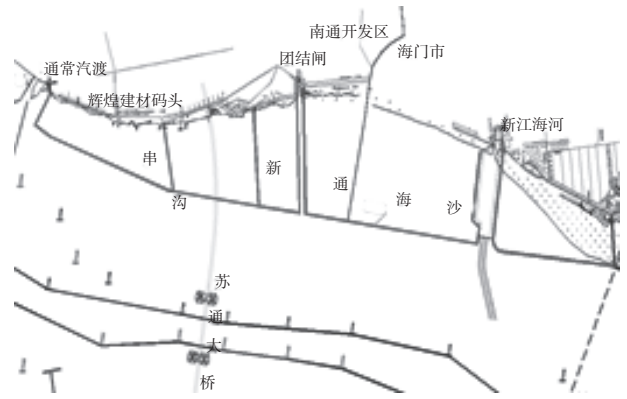 南通开发区
海门市
团结闸
通常汽渡
辉煌建材码头
新江海河
串沟
新通海沙
苏通大桥